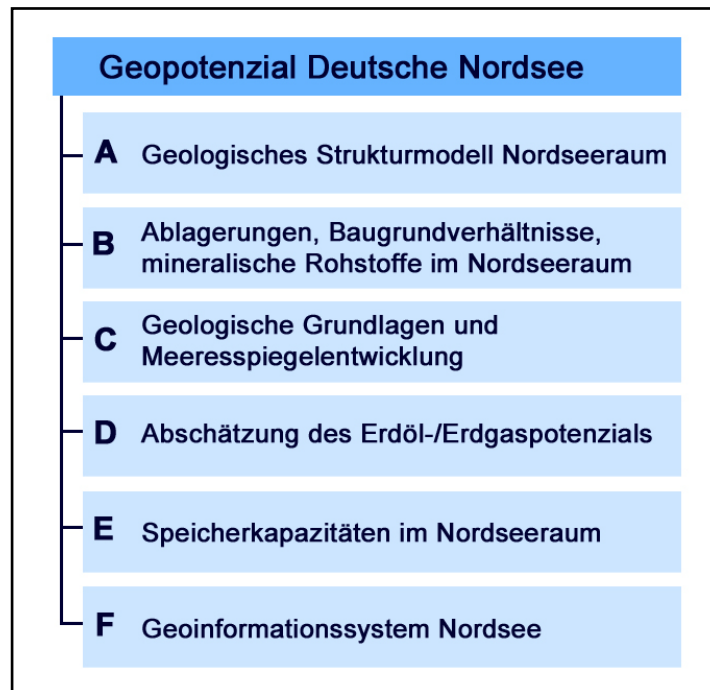 Geopotenzial Deutsche Nordsee
A Geologisches Strukturmodell Nordseeraum
B Ablagerungen, Baugrundverhältnisse,
mineralische Rohstoffe im Nordseeraum
C Geologische Grundlagen und
Meeresspiegelentwicklung
D Abschätzung des Erdöl-/Erdgaspotenzials
E Speicherkapazitäten im Nordseeraum
F Geoinformationssystem Nordsee